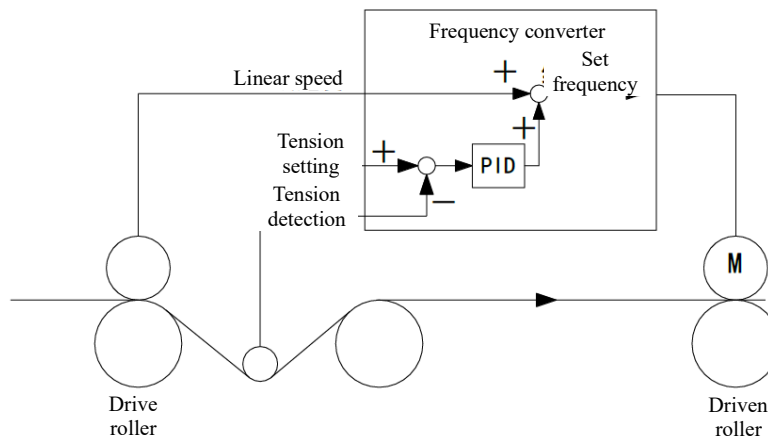 Frequency converter
Set
frequency
Linear speed
+
+
Tension
setting
+
PID
Tension
detection
−
M
Drive
roller
Driven
roller